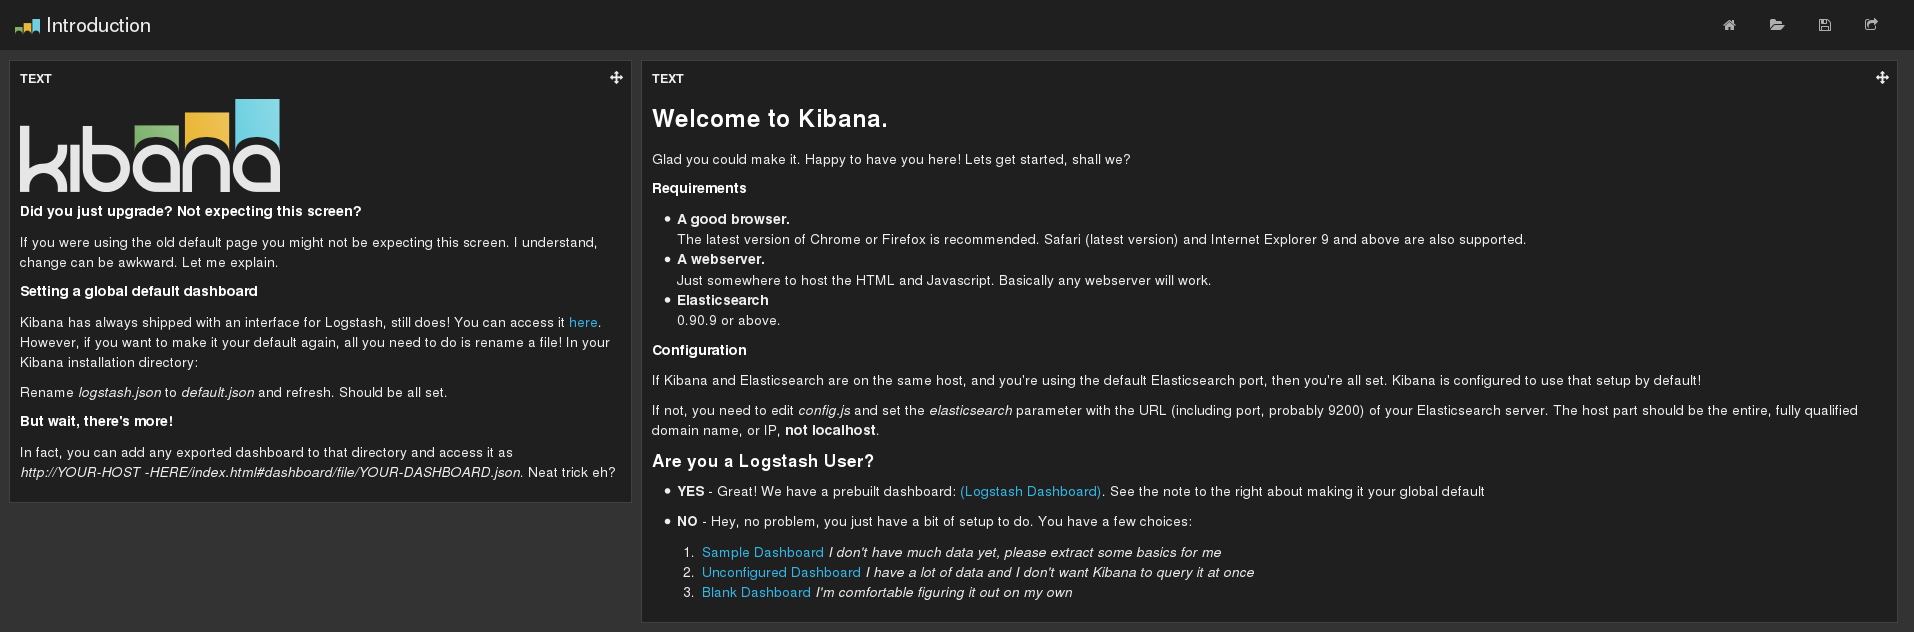 Introduction
TEXT
kibana
Did you just upgrade? Not expecting this screen?
If you were using the old default page you might not be expecting this screen. I understand,
change can be awkward. Let me explain.
Setting a global default dashboard
Kibana has always shipped with an interface for Logstash, still does! You can access it here.
However, if you want to make it your default again, all you need to do is rename a file! In your
Kibana installation directory:
Rename logstash.json to default.json and refresh. Should be all set.
But wait, there's more!
In fact, you can add any exported dashboard to that directory and access it as
http://YOUR-HOST -HERE/index.html#dashboard/file/YOUR-DASHBOARD.json. Neat trick eh?
TEXT
Welcome to Kibana.
Glad you could make it. Happy to have you here! Lets get started, shall we?
Requirements
• A good browser.
The latest version of Chrome or Firefox is recommended. Safari (latest version) and Internet Explorer 9 and above are also supported.
• A webserver.
Just somewhere to host the HTML and Javascript. Basically any webserver will work.
• Elasticsearch
0.90.9 or above.
Configuration
If Kibana and Elasticsearch are on the same host, and you're using the default Elasticsearch port, then you're all set. Kibana is configured to use that setup by default!
If not, you need to edit config.js and set the elasticsearch parameter with the URL (including port, probably 9200) of your Elasticsearch server. The host part should be the entire, fully qualified
domain name, or IP, not localhost.
Are you a Logstash User?
• YES - Great! We have a prebuilt dashboard: (Logstash Dashboard). See the note to the right about making it your global default
• NO - Hey, no problem, you just have a bit of setup to do. You have a few choices:
1. Sample Dashboard I don't have much data yet, please extract some basics for me
2. Unconfigured Dashboard I have a lot of data and I don't want Kibana to query it at once
3. Blank Dashboard I'm comfortable figuring it out on my own